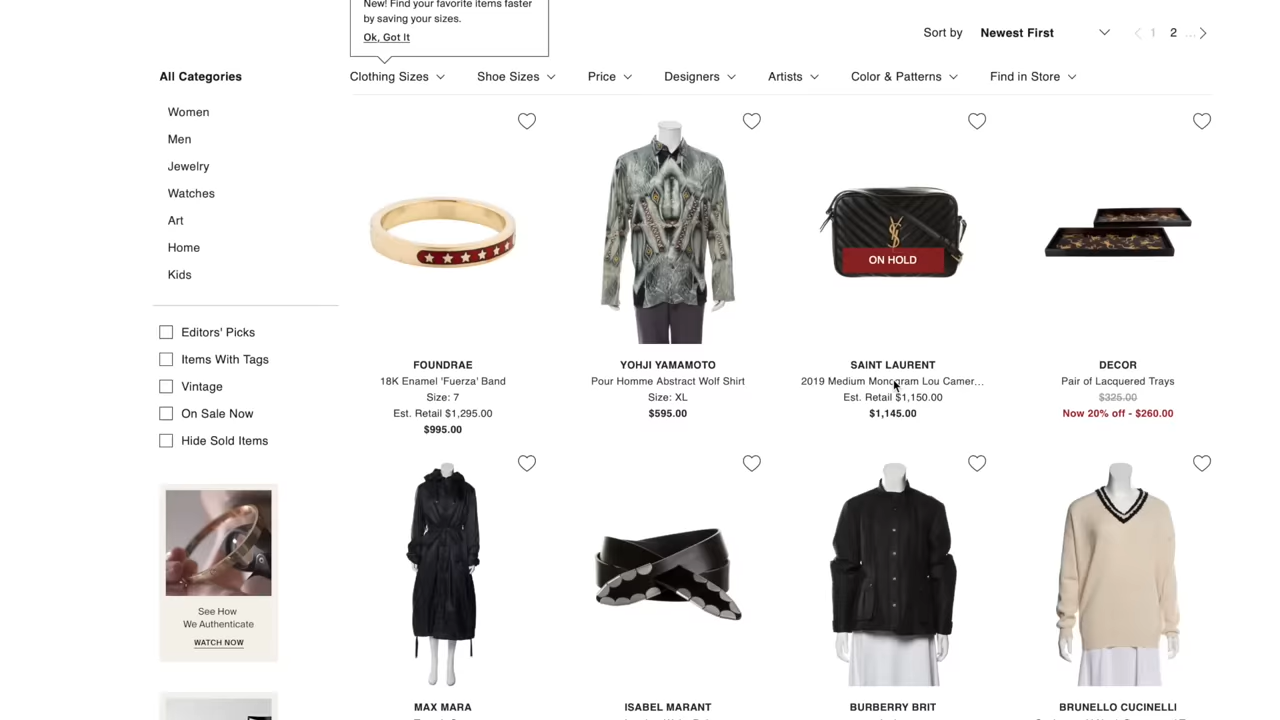 New! Find your favorite items faster
by saving your sizes.
Ok, Got It
Sort by Newest First 1 2 ...
All Categories
Clothing Sizes Shoe Sizes Price Designers Artists Color & Patterns Find in Store
Women
Men
Jewelry
Watches
Art
Home
Kids
Editors' Picks
Items With Tags
Vintage
On Sale Now
Hide Sold Items
See How
We Authenticate
WATCH NOW
FOUNDRAE
18K Enamel 'Fuerza' Band
Size: 7
Est. Retail $1,295.00
$995.00
YOHJI YAMAMOTO
Pour Homme Abstract Wolf Shirt
Size: XL
$595.00
YSL
ON HOLD
SAINT LAURENT
2019 Medium Monogram Lou Camer...
Est. Retail $1,150.00
$1,145.00
DECOR
Pair of Lacquered Trays
$325.00
Now 20% off - $260.00
MAX MARA
ISABEL MARANT
BURBERRY BRIT
BRUNELLO CUCINELLI